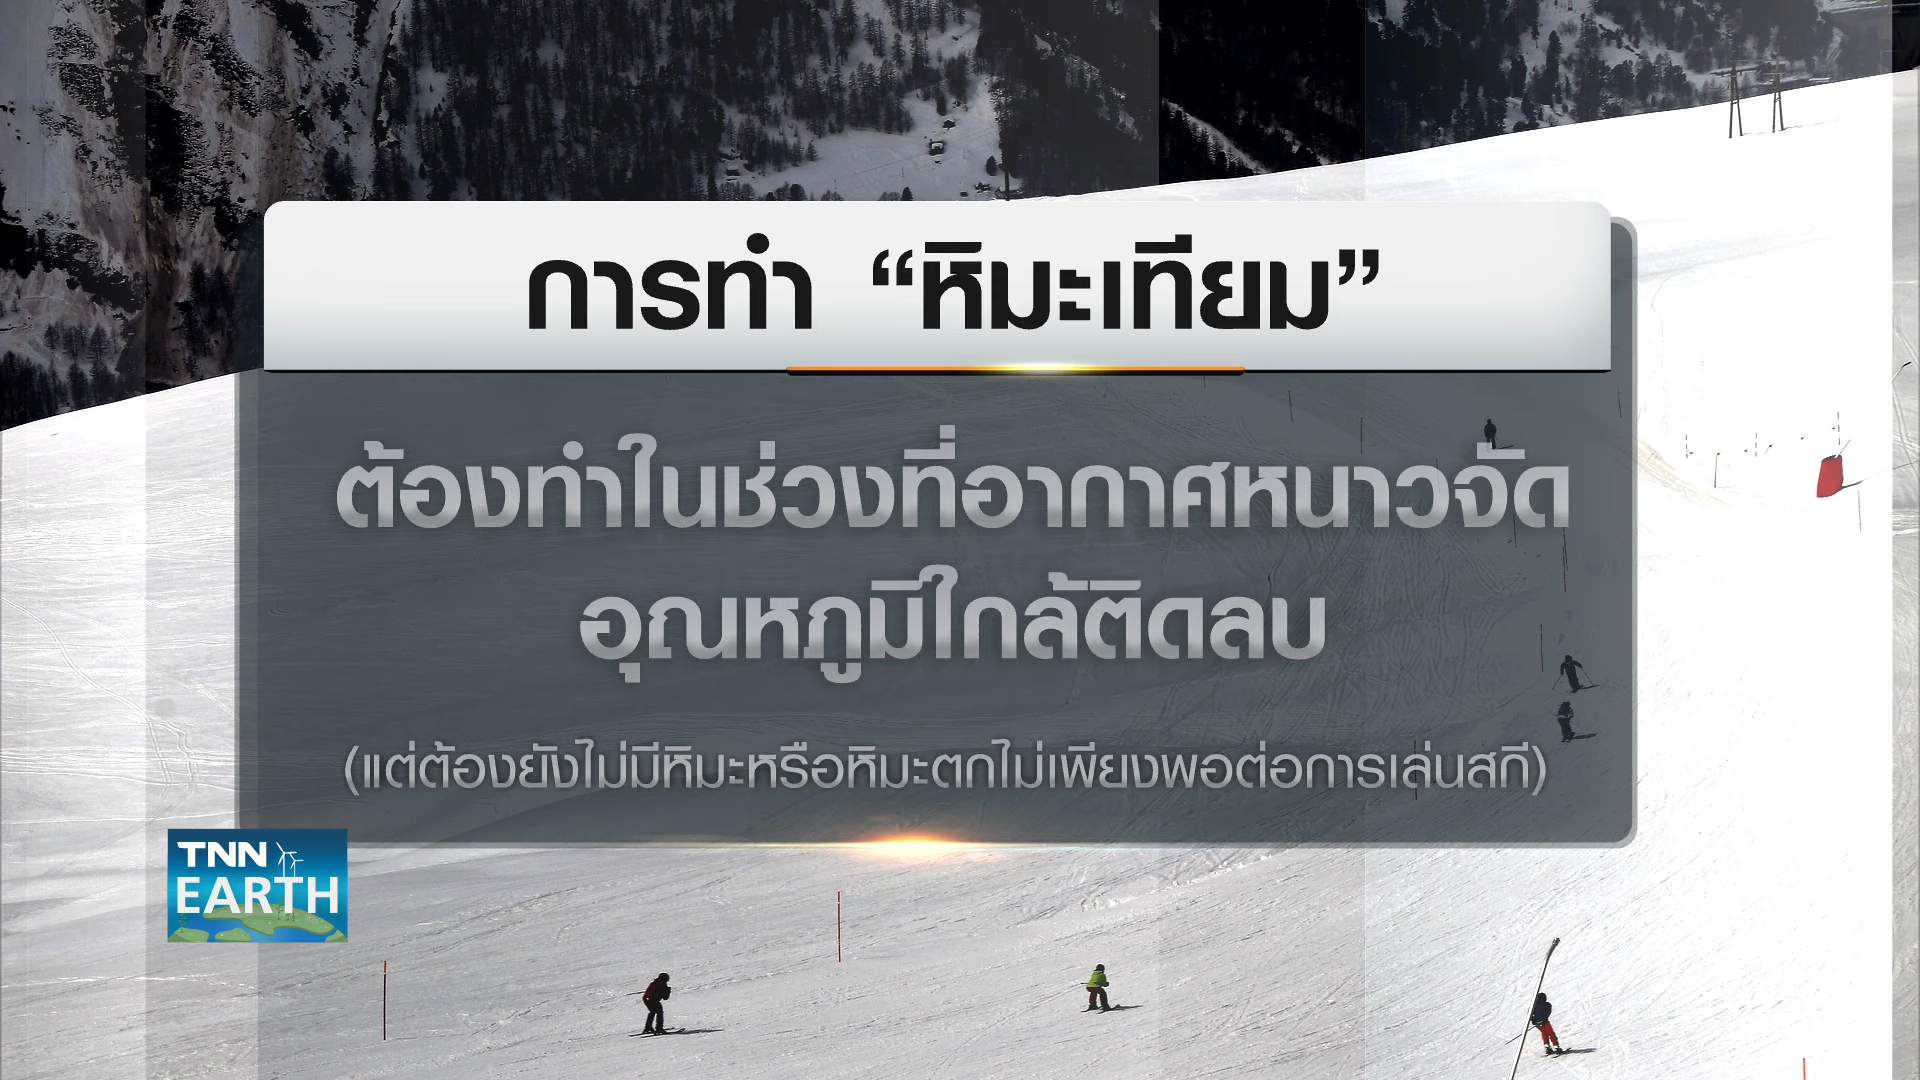 การทำ “หิมะเทียม”
ต้องทำในช่วงที่อากาศหนาวจัด
อุณหภูมิใกล้ติดลบ
(แต่ต้องยังไม่มีหิมะหรือหิมะตกไม่เพียงพอต่อการเล่นสกี)
TNN
EARTH